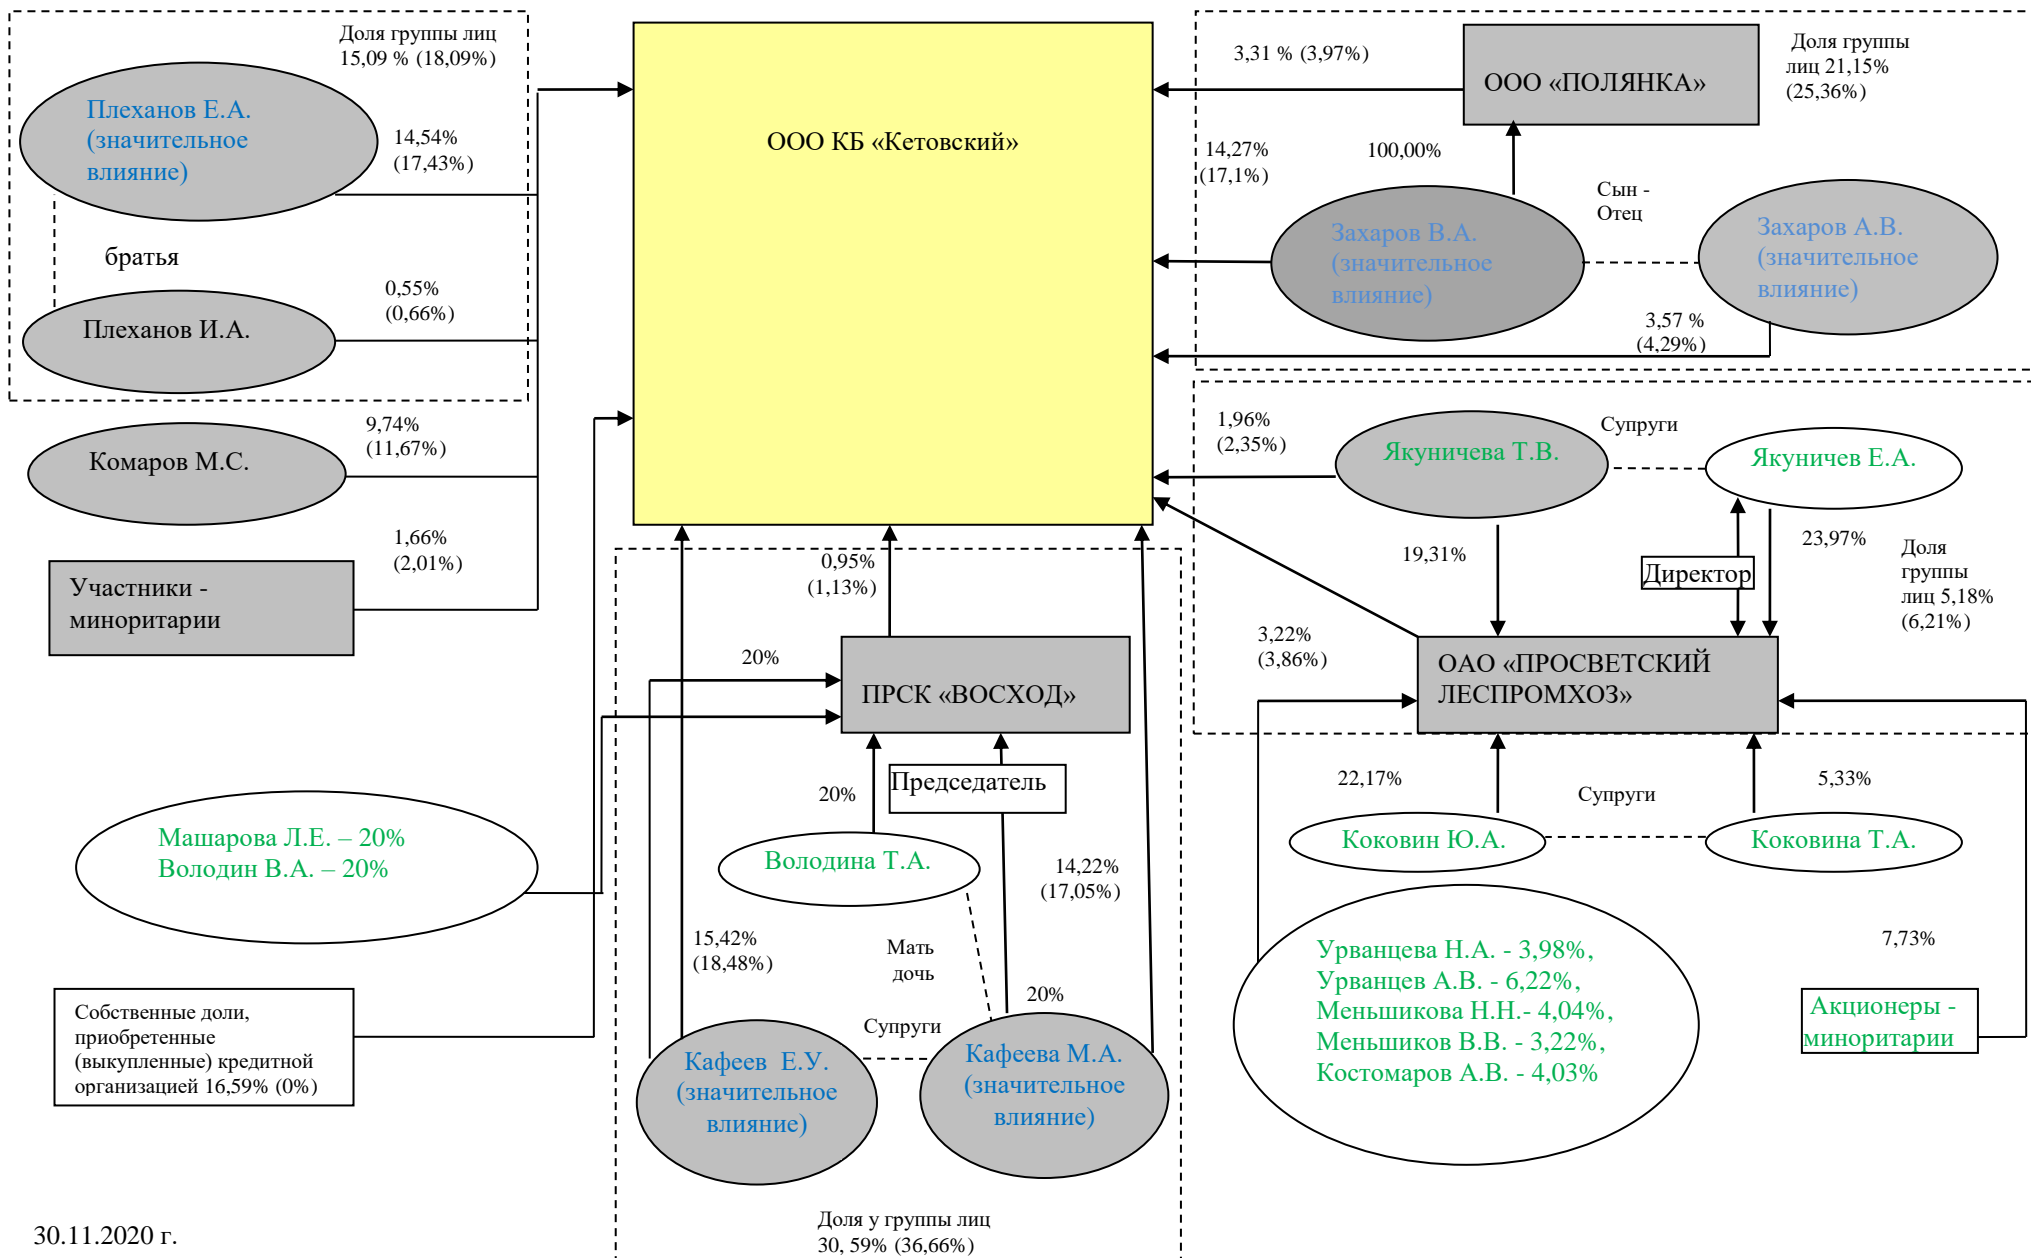 Доля группы лиц
15,09 % (18,09%)
Плеханов Е.А.
(значительное
влияние)
14,54%
(17,43%)
братья
0,55%
(0,66%)
Плеханов И.А.
9,74%
(11,67%)
Комаров М.С.
1,66%
(2,01%)
Участники -
миноритарии
ООО КБ «Кетовский»
3,31 % (3,97%)
ООО «ПОЛЯНКА»
Доля группы
лиц 21,15%
(25,36%)
14,27%
(17,1%)
100,00%
Сын -
Отец
Захаров В.А.
(значительное
влияние)
Захаров А.В.
(значительное
влияние)
3,57 %
(4,29%)
1,96%
(2,35%)
Супруги
Якуничева Т.В.
Якуничев Е.А.
19,31%
Директор
23,97%
Доля
группы
лиц 5,18%
(6,21%)
3,22%
(3,86%)
ОАО «ПРОСВЕТСКИЙ
ЛЕСПРОМХОЗ»
0,95%
(1,13%)
20%
ПРСК «ВОСХОД»
Председатель
20%
Володина Т.А.
14,22%
(17,05%)
Машарова Л.Е. – 20%
Володин В.А. – 20%
15,42%
(18,48%)
Мать
дочь
20%
Супруги
Кафеев  Е.У.
(значительное
влияние)
Кафеева М.А.
(значительное
влияние)
Собственные доли,
приобретенные
(выкупленные) кредитной
организацией 16,59% (0%)
22,17%
Супруги
5,33%
Коковин Ю.А.
Коковина Т.А.
Урванцева Н.А. - 3,98%,
Урванцев А.В. - 6,22%,
Меньшикова Н.Н.- 4,04%,
Меньшиков В.В. - 3,22%,
Костомаров А.В. - 4,03%
7,73%
Акционеры -
миноритарии
Доля у группы лиц
30, 59% (36,66%)
30.11.2020 г.